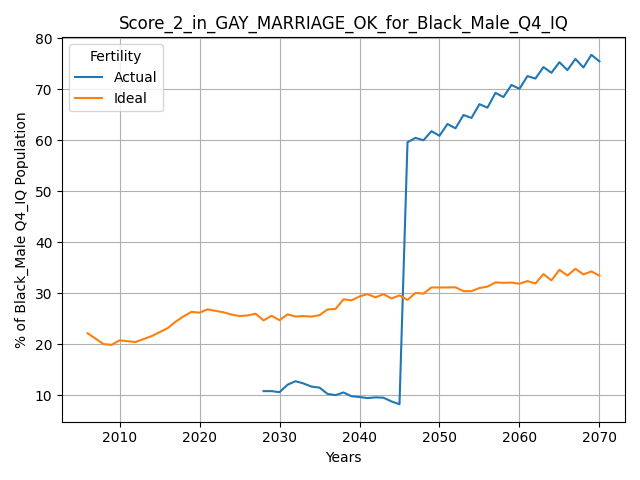 Score_2_in_GAY_MARRIAGE_OK_for_Black_Male_Q4_IQ
Fertility
Actual
Ideal
% of Black_Male Q4_IQ Population
80
70
60
50
40
30
20
10
2010 2020 2030 2040 2050 2060 2070
Years